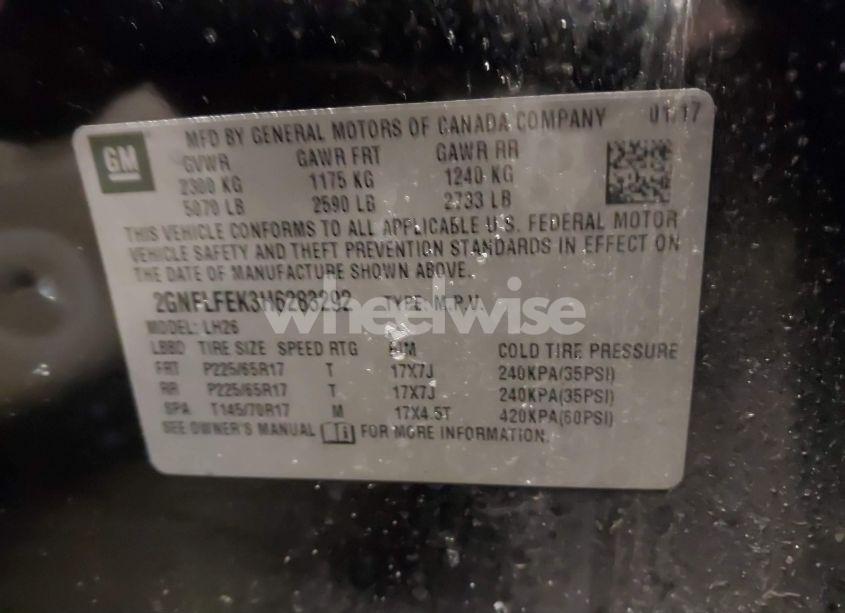 GM
MFD BY GENERAL MOTORS OF CANADA COMPANY 01/17
GVWR GAWR FRT GAWR RR
2300 KG 1175 KG 1240 KG
5070 LB 2590 LB 2733 LB
THIS VEHICLE CONFORMS TO ALL APPLICABLE U.S. FEDERAL MOTOR
VEHICLE SAFETY AND THEFT PREVENTION STANDARDS IN EFFECT ON
THE DATE OF MANUFACTURE SHOWN ABOVE.
2GNFLFEK3H6283292 TYPE: M.P.V.
wheelwise
MODEL: LH26
TIRE SIZE SPEED RTG RIM COLD TIRE PRESSURE
FRT P225/65R17 T 17X7J 240KPA(35PSI)
RR P225/65R17 T 17X7J 240KPA(35PSI)
SPA T145/70R17 M 17X4.5T 420KPA(60PSI)
SEE OWNER'S MANUAL FOR MORE INFORMATION.